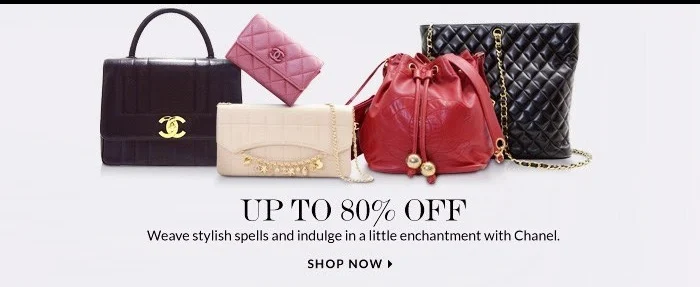 UP TO 80% OFF
Weave stylish spells and indulge in a little enchantment with Chanel.
SHOP NOW